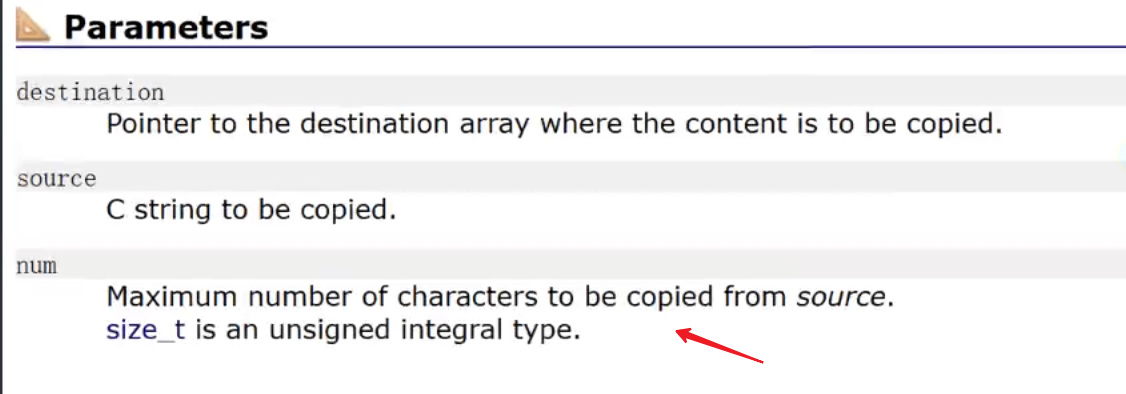 Parameters
destination
Pointer to the destination array where the content is to be copied.
source
C string to be copied.
num
Maximum number of characters to be copied from source.
size_t is an unsigned integral type.